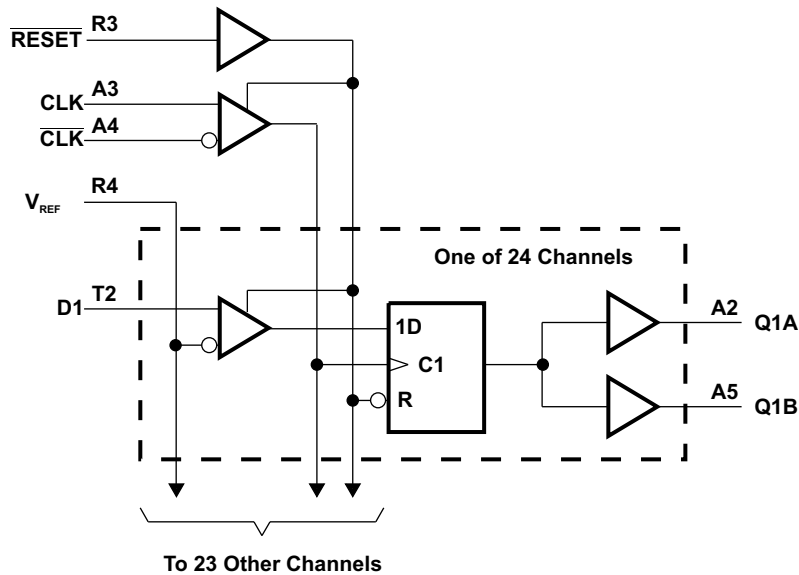 RESET R3
CLK A3
CLK A4
VREF R4
One of 24 Channels
D1 T2
1D
C1
R
A2 Q1A
A5 Q1B
To 23 Other Channels